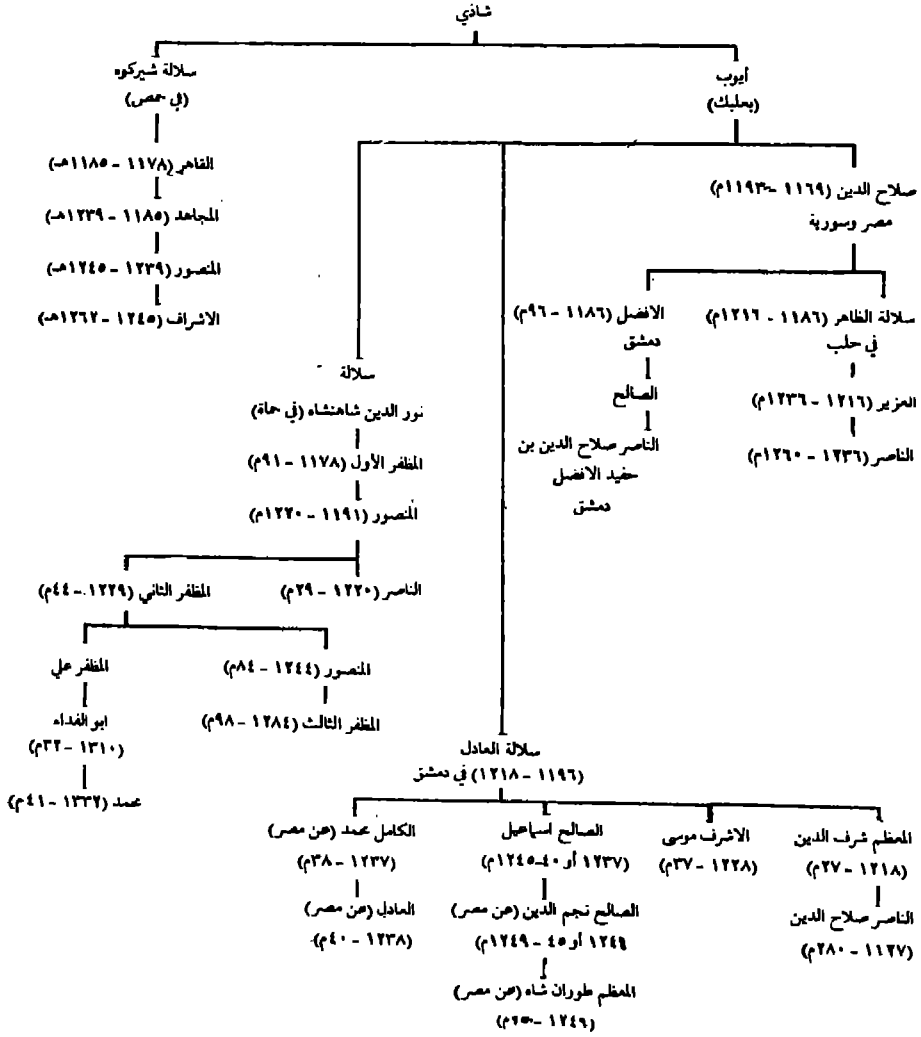 شاذي
أيوب
(بعلبك)
سلالة شيركوه
(في حمص)
القاهر (١١٧٨ - ١١٨٥هـ)
المجاهد (١١٨٥ - ١٢٣٩هـ)
المنصور (١٢٣٩ - ١٢٤٥هـ)
الاشراف (١٢٤٥ - ١٢٦٢هـ)
صلاح الدين (١١٦٩ - ١١٩٣م)
مصر وسورية
سلالة الظاهر (١١٨٦ - ١٢١٦م)
في حلب
العزيز (١٢١٦ - ١٢٣٦م)
الناصر (١٢٣٦ - ١٢٦٠م)
الافضل (١١٨٦ - ٩٦م)
دمشق
الصالح
الناصر صلاح الدين بن
حفيد الافضل
دمشق
سلالة
نور الدين شاهنشاه (في حماة)
المظفر الأول (١١٧٨ - ٩١م)
المنصور (١١٩١ - ١٢٢٠م)
الناصر (١٢٢٠ - ٢٩م)
المظفر الثاني (١٢٢٩ - ٤٤م)
المنصور (١٢٤٤ - ٨٤م)
المظفر الثالث (١٢٨٤ - ٩٨م)
المظفر علي
ابو الفداء
(١٣١٠ - ٣٢م)
محمد (١٣٣٢ - ٤١م)
سلالة العادل
(١١٩٦ - ١٢١٨) في دمشق
المعظم شرف الدين
(١٢١٨ - ٢٧م)
الناصر صلاح الدين
(١١٢٧ - ٢٨٠م)
الاشرف موسى
(١٢٢٨ - ٣٧م)
الصالح اسماعيل
(١٢٣٧ أو ٤٠-١٢٤٥م)
الصالح نجم الدين (عن مصر)
أو ٤٥ - ١٢٤٩م)
المعظم طوران شاه (عن مصر)
الكامل محمد (عن مصر)
(١٢٣٧ - ٣٨م)
العادل (عن مصر)
(١٢٣٨ - ٤٠م)